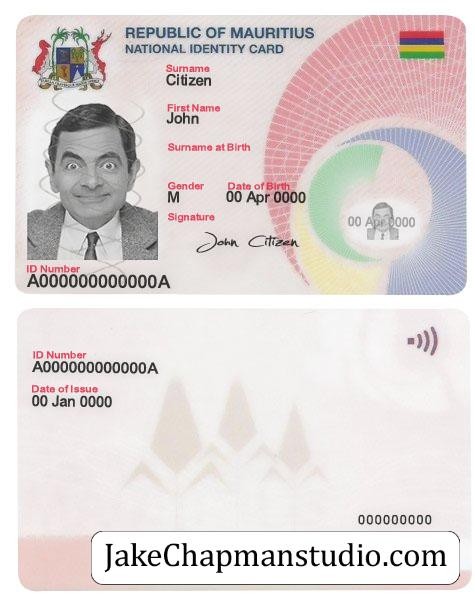 REPUBLIC OF MAURITIUS
NATIONAL IDENTITY CARD
Surname
Citizen
First Name
John
Surname at Birth
Gender Date of Birth
M 00 Apr 0000
00 Apr 0000
Signature
John Citizen
ID Number
A000000000000A
ID Number
A000000000000A
Date of Issue
00 Jan 0000
000000000
JakeChapmanstudio.com